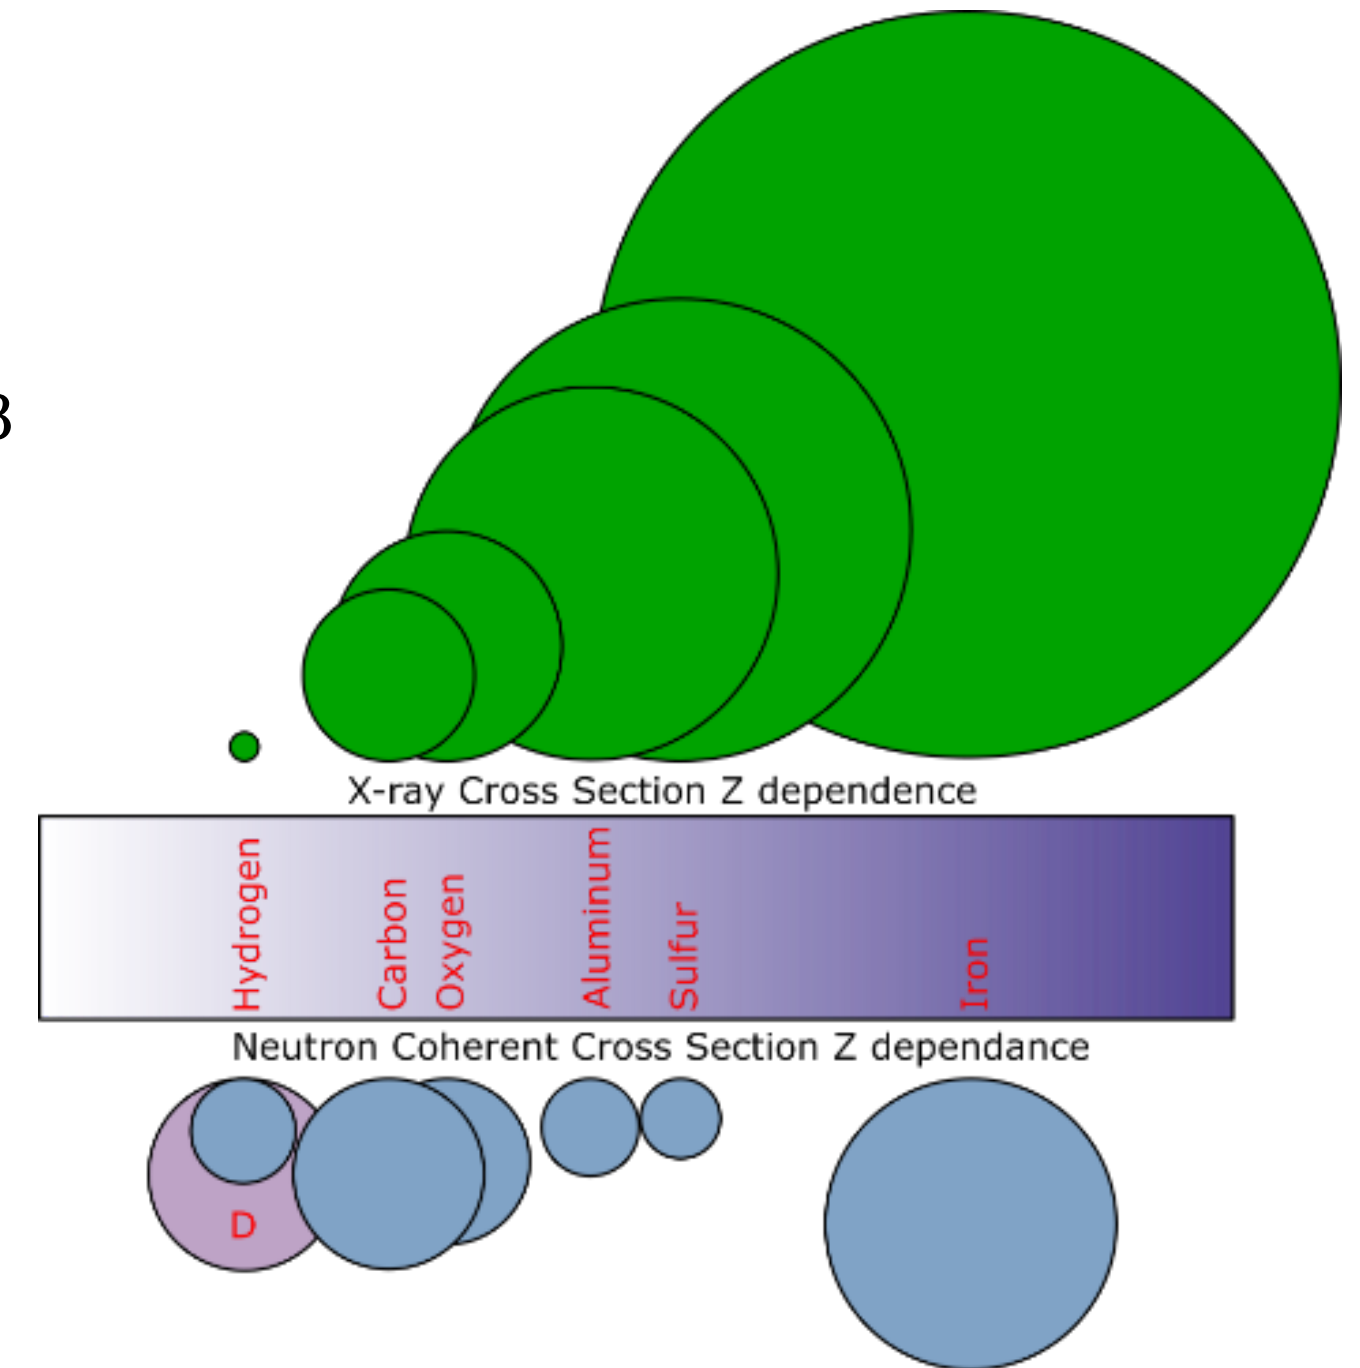 X-ray Cross Section Z dependence
Hydrogen
Carbon
Oxygen
Aluminum
Sulfur
Iron
Neutron Coherent Cross Section Z dependance
D